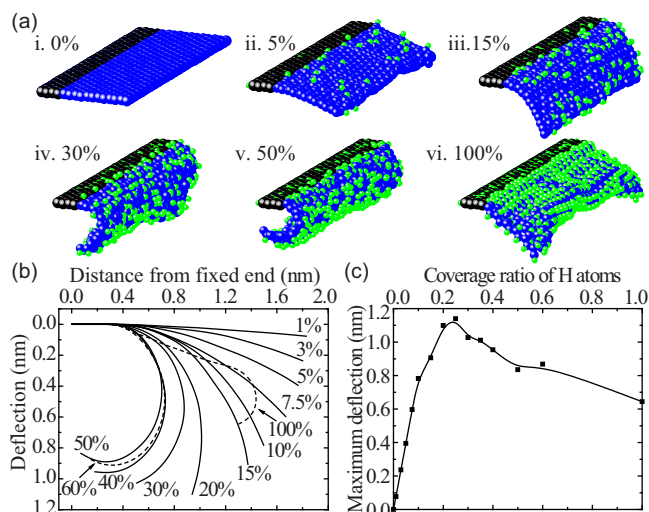 (a)
i. 0%
ii. 5%
iii.15%
iv. 30%
v. 50%
vi. 100%
(b)
Distance from fixed end (nm)
0.0 0.4 0.8 1.2 1.6 2.0
Deflection (nm)
0.0
0.2
0.4
0.6
0.8
1.0
1.2
1%
3%
5%
7.5%
100%
10%
15%
20%
30%
40%
60%
50%
(c)
Coverage ratio of H atoms
0.0 0.2 0.4 0.6 0.8 1.0
Maximum deflection (nm)
1.2
1.0
0.8
0.6
0.4
0.2
0.0